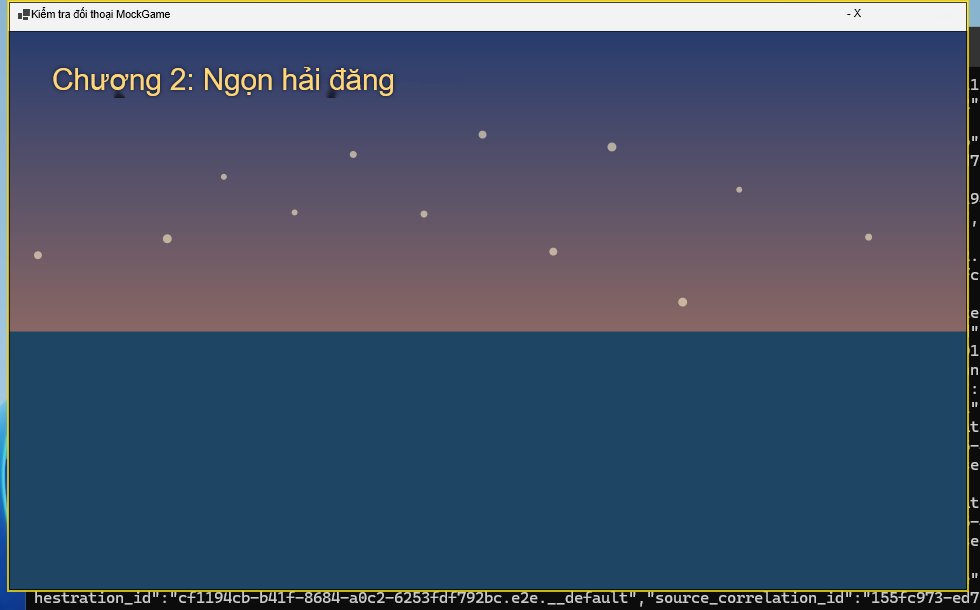 Kiểm tra đối thoại MockGame
- X
Chương 2: Ngọn hải đăng
hestration_id":"cf1194cb-b41f-8684-a0c2-6253fdf792bc.e2e.__default","source_correlation_id":"155fc973-ed